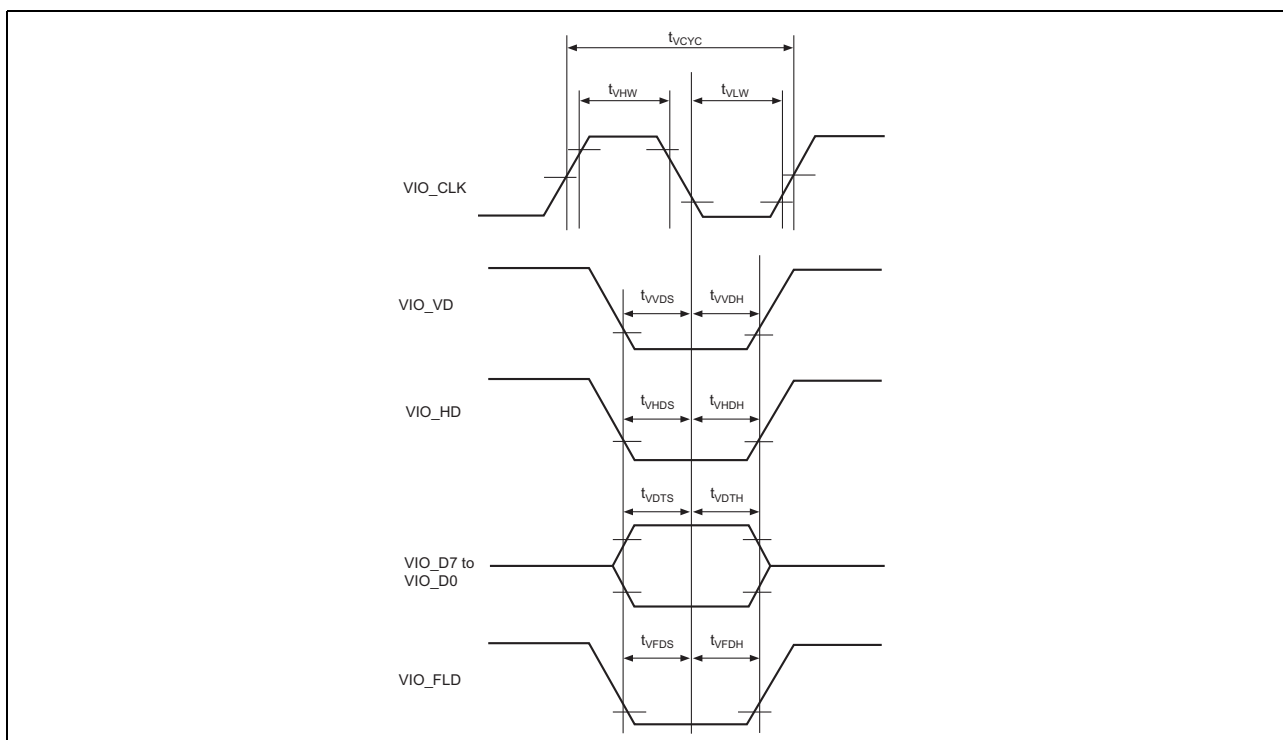 tVCYC
tVHW tVLW
VIO_CLK
tVVDS tVVDH
VIO_VD
tVHDS tVHDH
VIO_HD
tVDTS tVDTH
VIO_D7 to
VIO_D0
tVFDS tVFDH
VIO_FLD